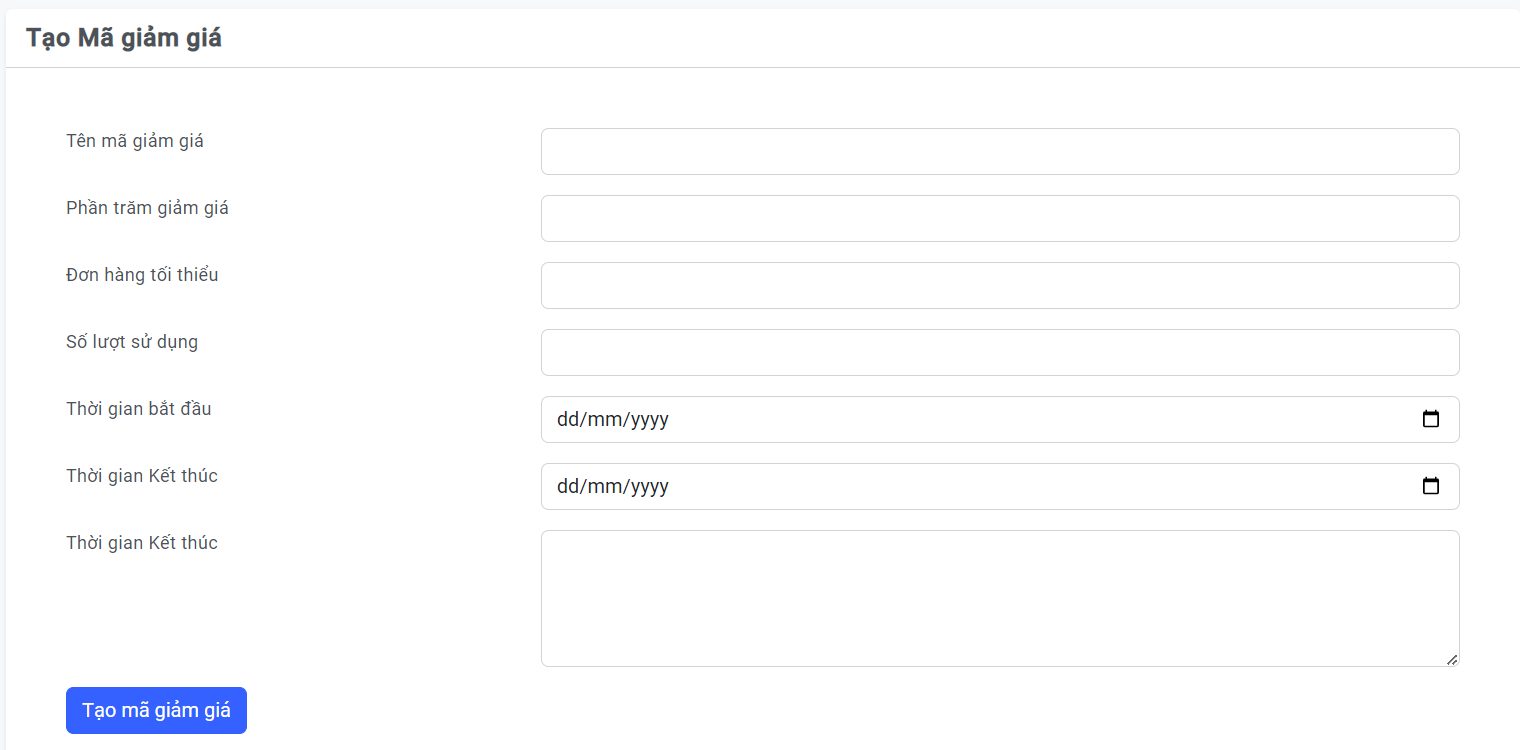 Tạo Mã giảm giá
Tên mã giảm giá
Phần trăm giảm giá
Đơn hàng tối thiểu
Số lượt sử dụng
Thời gian bắt đầu
dd/mm/yyyy
Thời gian Kết thúc
dd/mm/yyyy
Thời gian Kết thúc
Tạo mã giảm giá